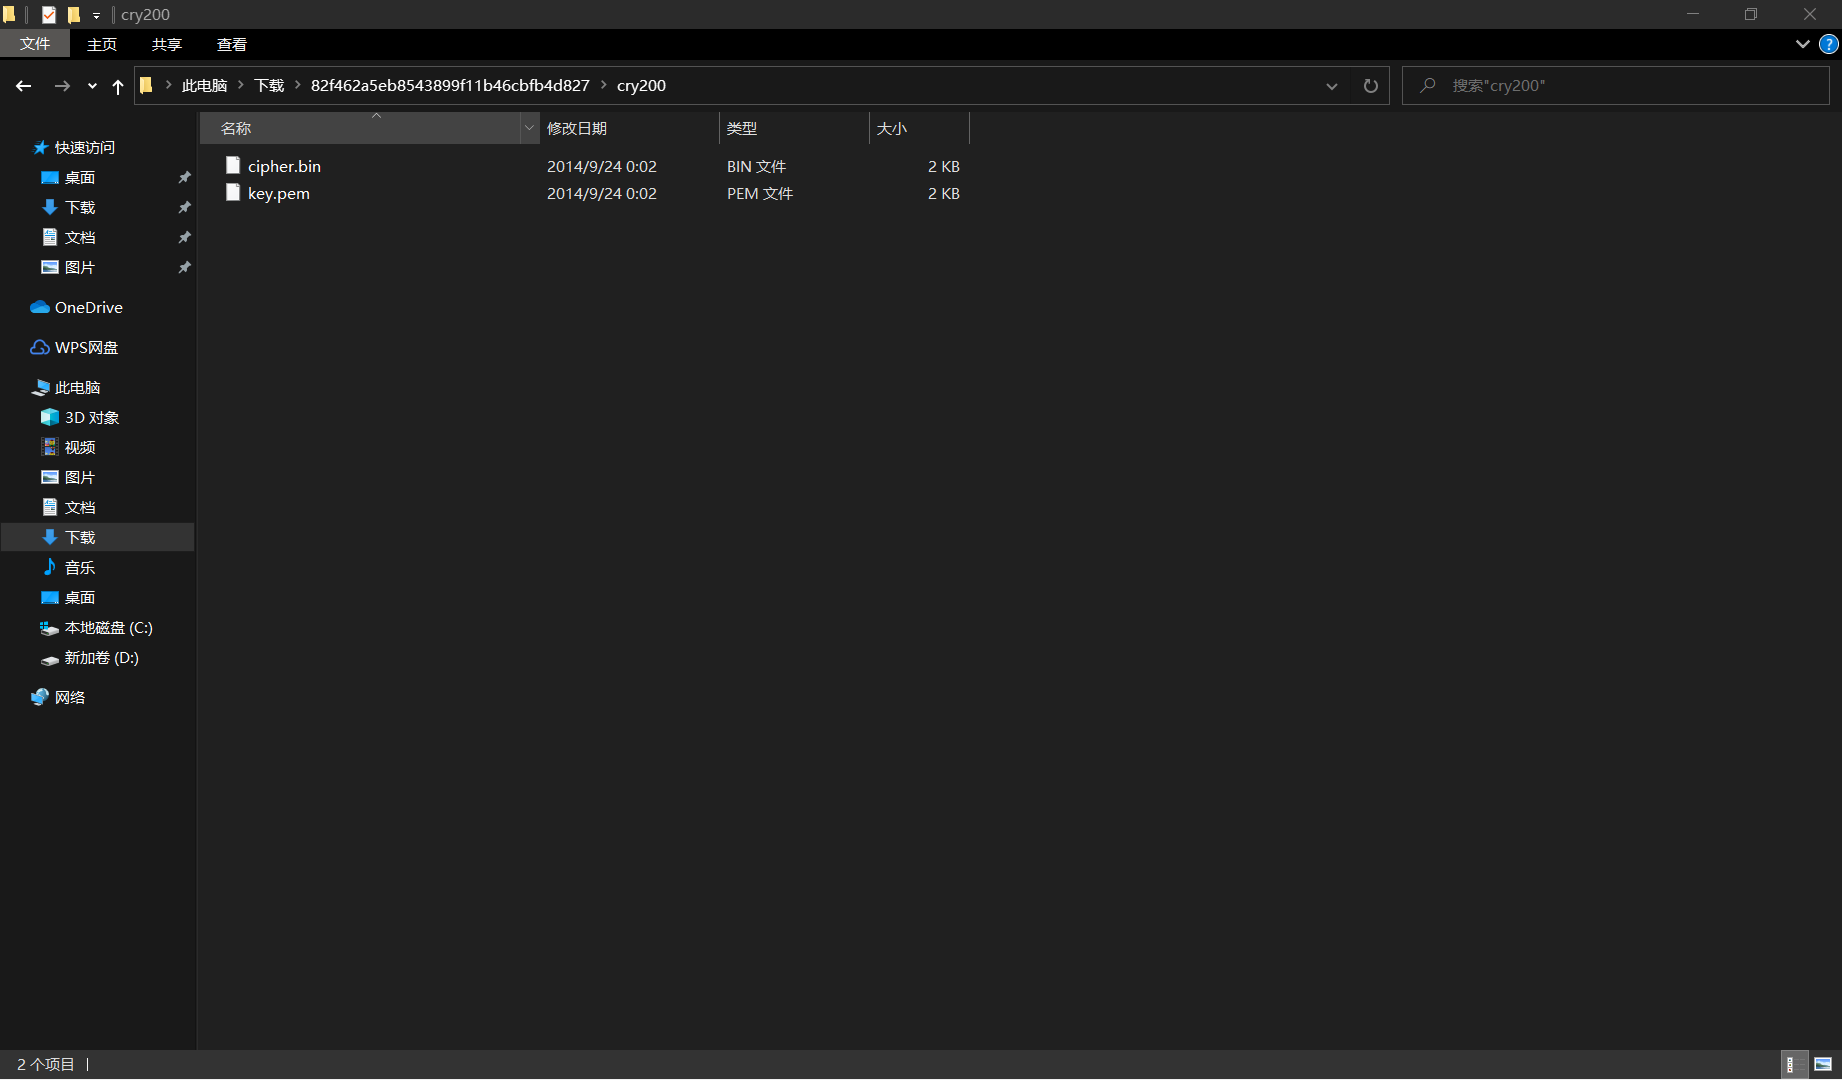 cry200
文件 主页 共享 查看
此电脑 下载 82f462a5eb8543899f11b46cbfb4d827 cry200
搜索"cry200"
名称 修改日期 类型 大小
cipher.bin 2014/9/24 0:02 BIN 文件 2 KB
key.pem 2014/9/24 0:02 PEM 文件 2 KB
快速访问
桌面
下载
文档
图片
OneDrive
WPS网盘
此电脑
3D 对象
视频
图片
文档
下载
音乐
桌面
本地磁盘 (C:)
新加卷 (D:)
网络
2 个项目